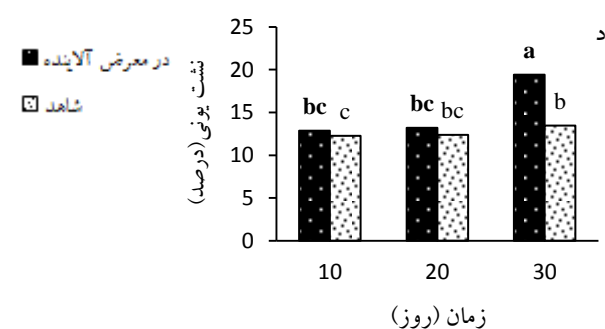 د
در معرض آلاینده
شاهد
نشت یونی(درصد)
25
20
15
10
5
0
bc c
bc bc
a
b
10 20 30
زمان (روز)